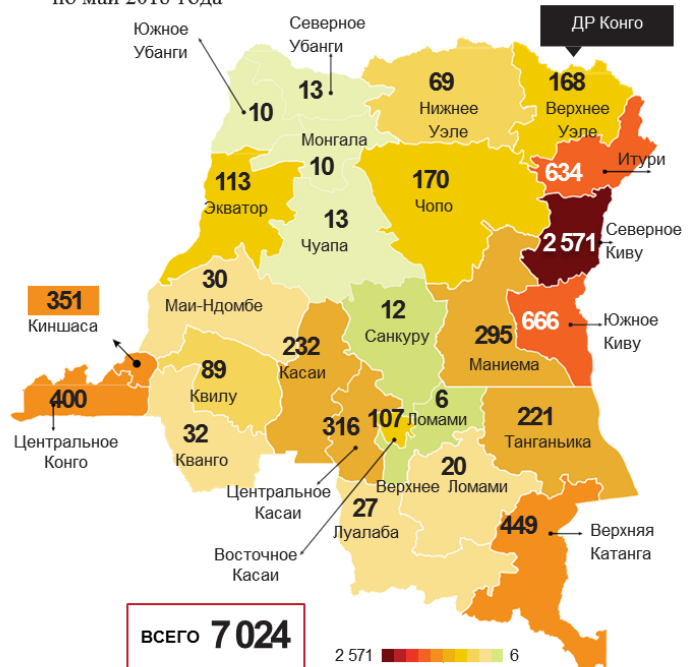 по май 2018 года
ДР Конго
Южное
Убанги
Северное
Убанги
10
13
69
Нижнее
Уэле
168
Верхнее
Уэле
Монгала
10
634
Итури
113
Экватор
170
Чопо
13
Чуапа
2 571
Северное
Киву
30
Маи-Ндомбе
12
Санкуру
666
Южное
Киву
295
Маниема
351
Киншаса
232
Касаи
89
Квилу
400
Центральное
Конго
32
Кванго
316
107
6
Ломами
221
Танганьика
Центральное
Касаи
20
Верхнее Ломами
27
Луалаба
Восточное
Касаи
449
Верхняя
Катанга
ВСЕГО 7 024
2 571
6